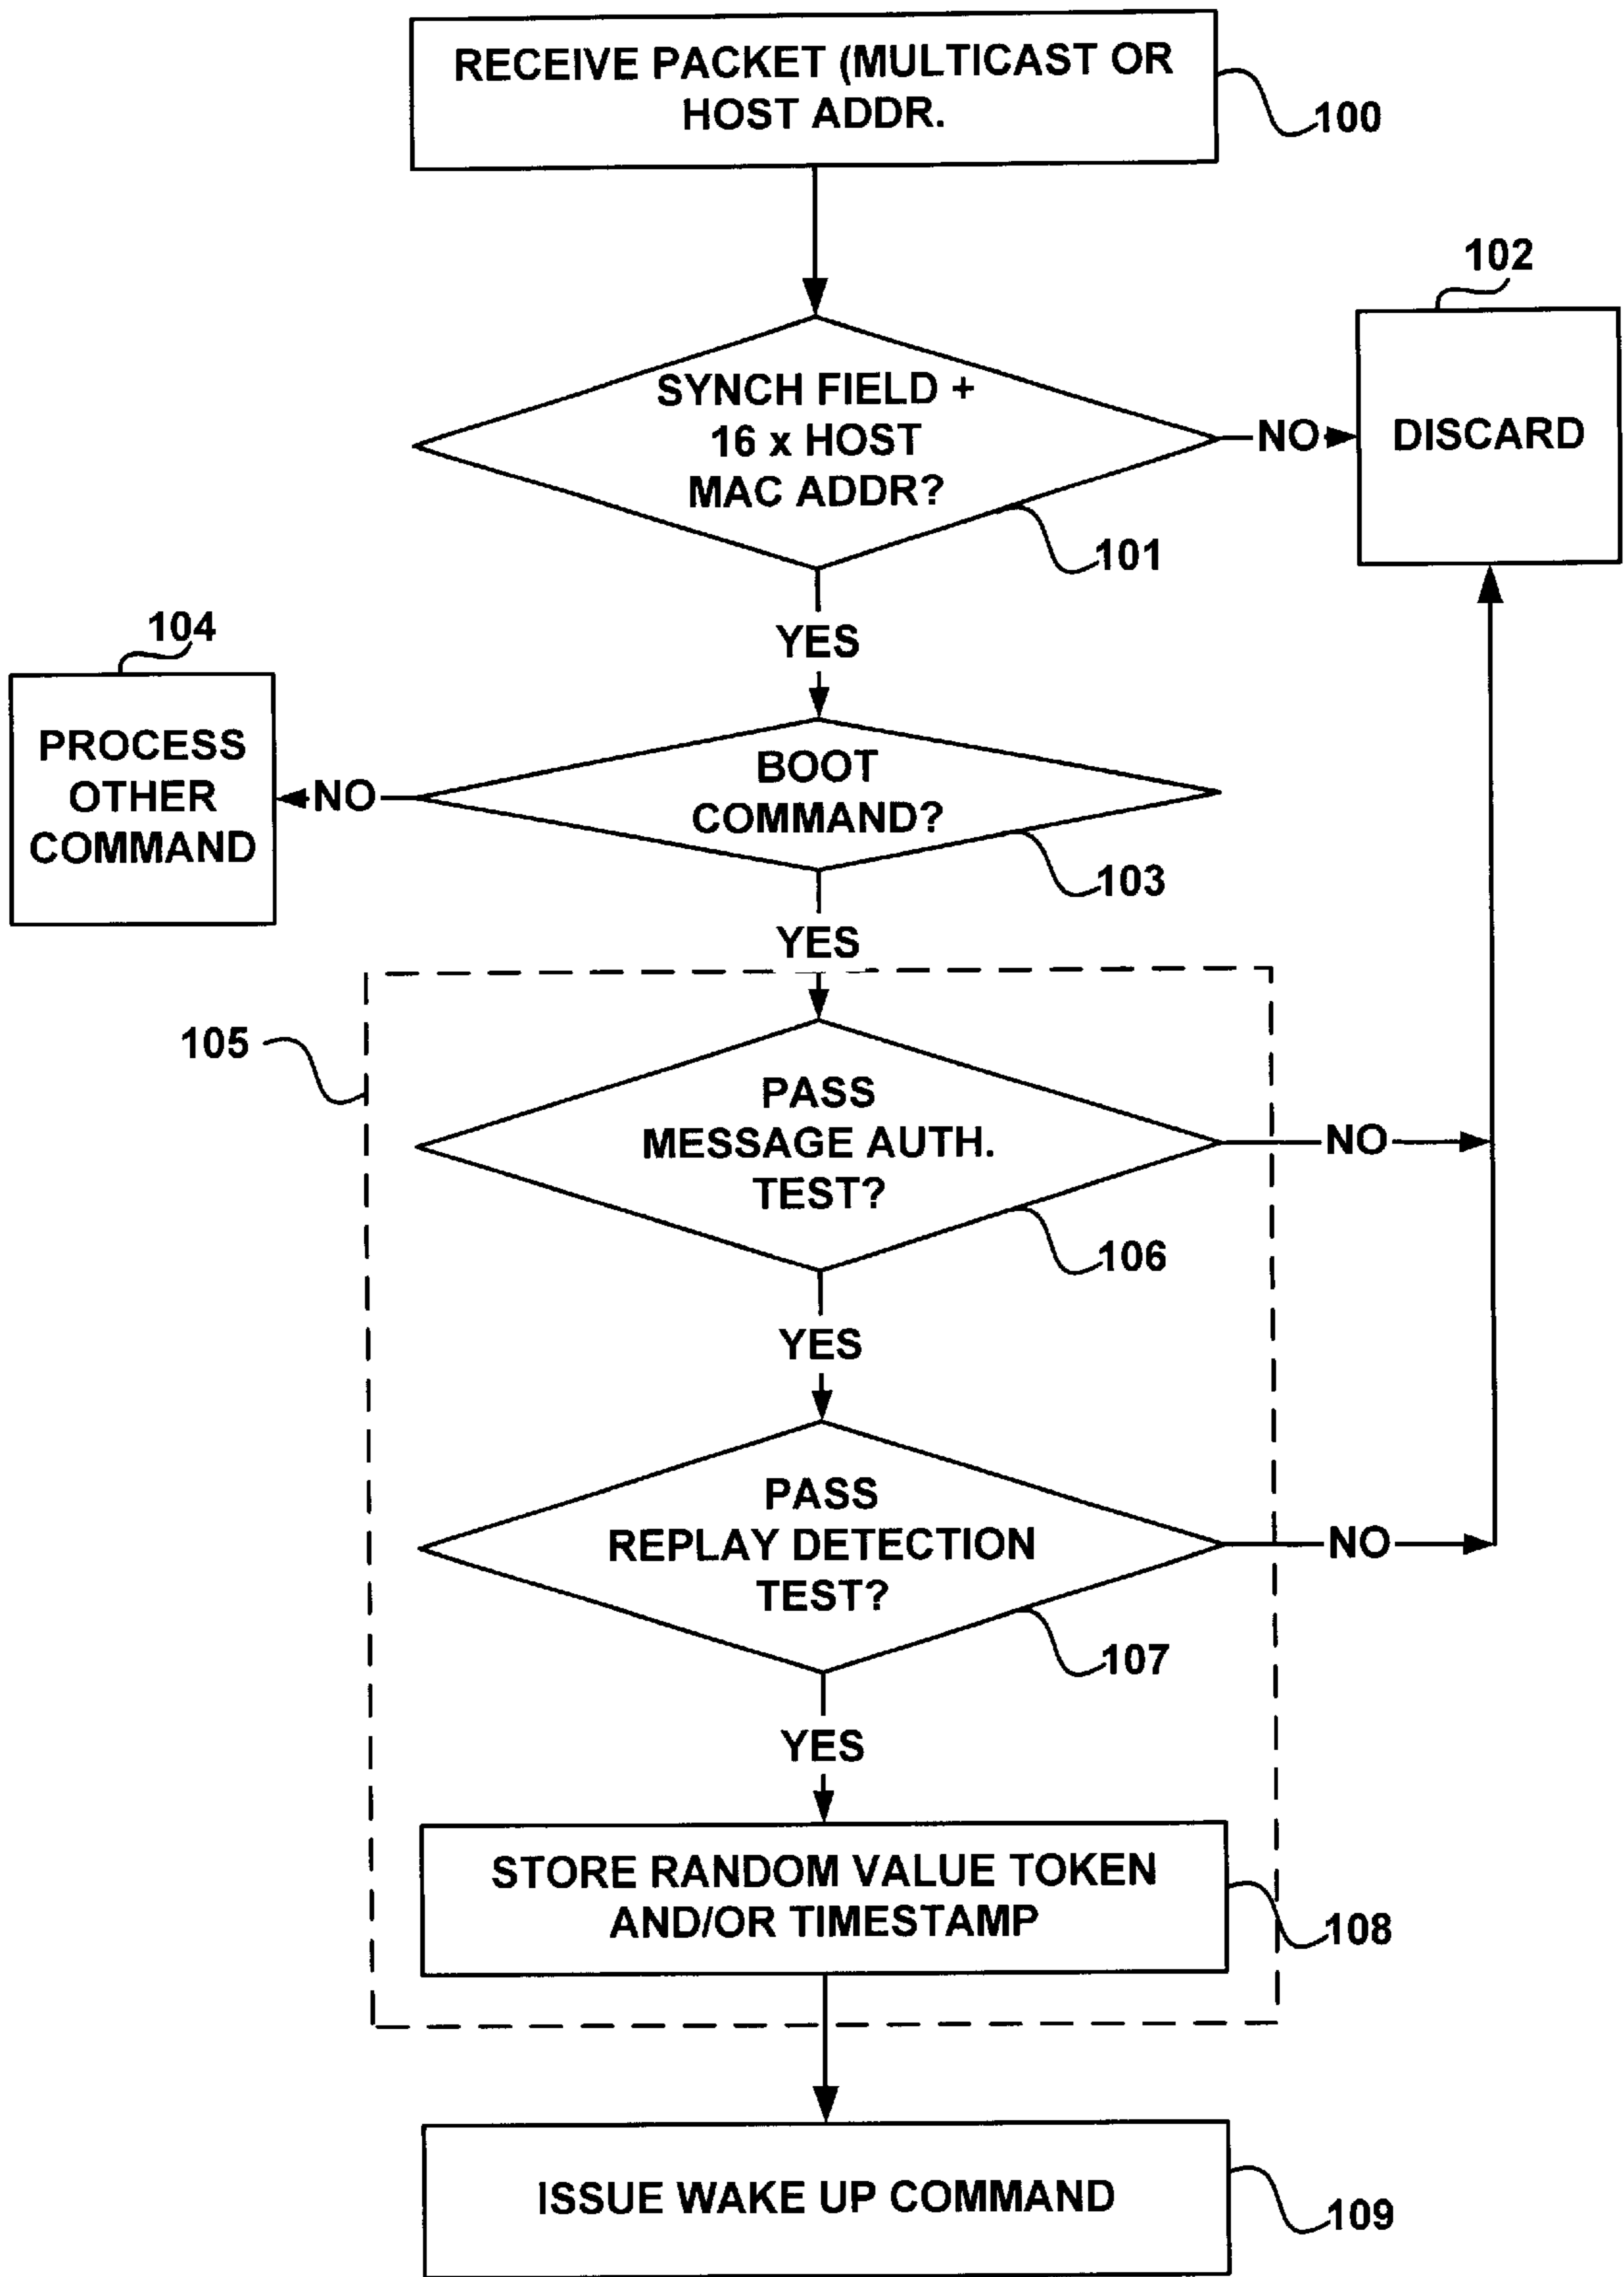 RECEIVE PACKET (MULTICAST OR
HOST ADDR.
100
102
SYNCH FIELD +
16 x HOST
MAC ADDR?
NO
DISCARD
101
YES
104
PROCESS
OTHER
COMMAND
NO
BOOT
COMMAND?
103
YES
105
PASS
MESSAGE AUTH.
TEST?
NO
106
YES
PASS
REPLAY DETECTION
TEST?
NO
107
YES
STORE RANDOM VALUE TOKEN
AND/OR TIMESTAMP
108
ISSUE WAKE UP COMMAND
109